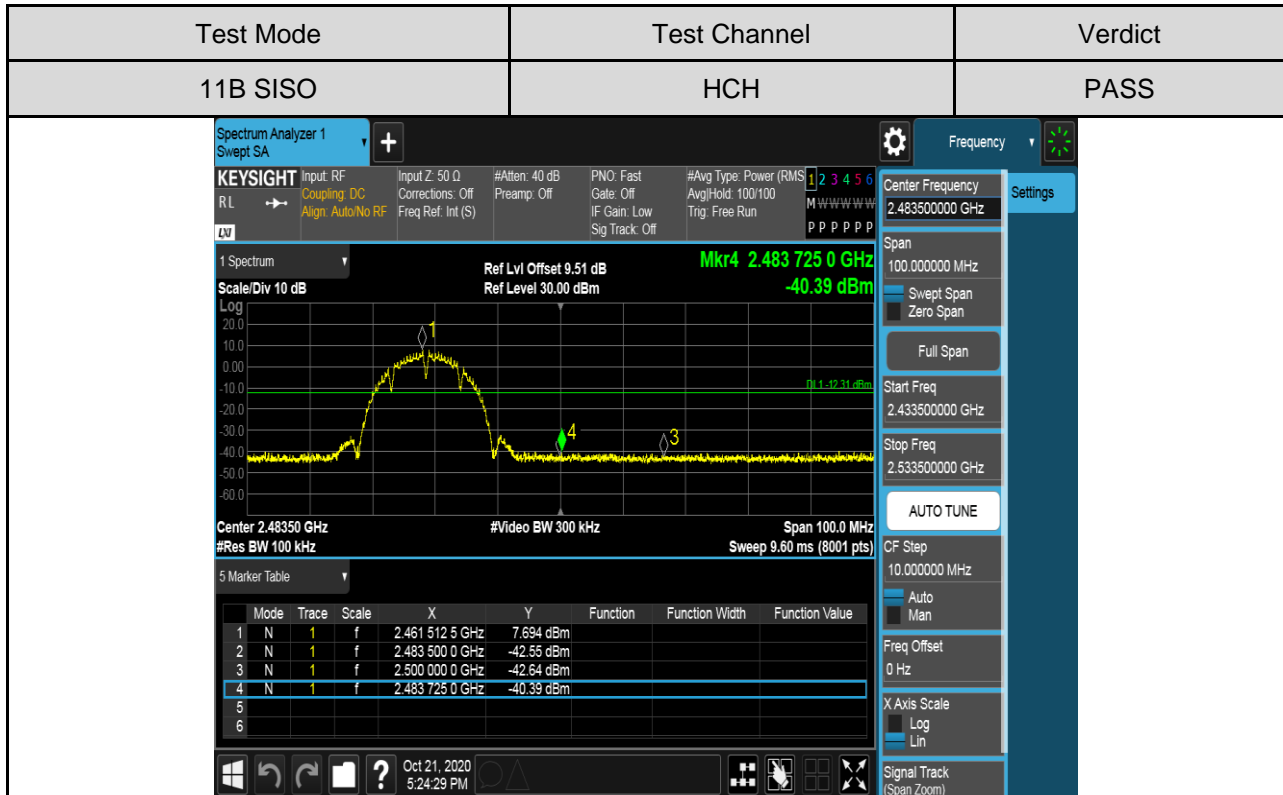 Test Mode Test Channel Verdict
11B SISO HCH PASS
Spectrum Analyzer 1
Swept SA
Frequency
KEYSIGHT
RL
LXI
Input: RF
Coupling: DC
Align: Auto/No RF
Input Z: 50 Ω
Corrections: Off
Freq Ref: Int (S)
#Atten: 40 dB
Preamp: Off
PNO: Fast
Gate: Off
IF Gain: Low
Sig Track: Off
#Avg Type: Power (RMS
Avg|Hold: 100/100
Trig: Free Run
1 2 3 4 5 6
M W W W W W
P P P P P P
1 Spectrum
Scale/Div 10 dB
Ref Lvl Offset 9.51 dB
Ref Level 30.00 dBm
Mkr4 2.483 725 0 GHz
-40.39 dBm
Log
20.0
10.0
0.00
-10.0
-20.0
-30.0
-40.0
-50.0
-60.0
1
4
3
DL1 -12.31 dBm
Center 2.48350 GHz #Video BW 300 kHz Span 100.0 MHz
#Res BW 100 kHz Sweep 9.60 ms (8001 pts)
5 Marker Table
Mode Trace Scale X Y Function Function Width Function Value
1 N 1 f 2.461 512 5 GHz 7.694 dBm
2 N 1 f 2.483 500 0 GHz -42.55 dBm
3 N 1 f 2.500 000 0 GHz -42.64 dBm
4 N 1 f 2.483 725 0 GHz -40.39 dBm
5
6
?
Oct 21, 2020
5:24:29 PM
Center Frequency
2.483500000 GHz
Settings
Span
100.000000 MHz
Swept Span
Zero Span
Full Span
Start Freq
2.433500000 GHz
Stop Freq
2.533500000 GHz
AUTO TUNE
CF Step
10.000000 MHz
Auto
Man
Freq Offset
0 Hz
X Axis Scale
Log
Lin
Signal Track
(Span Zoom)